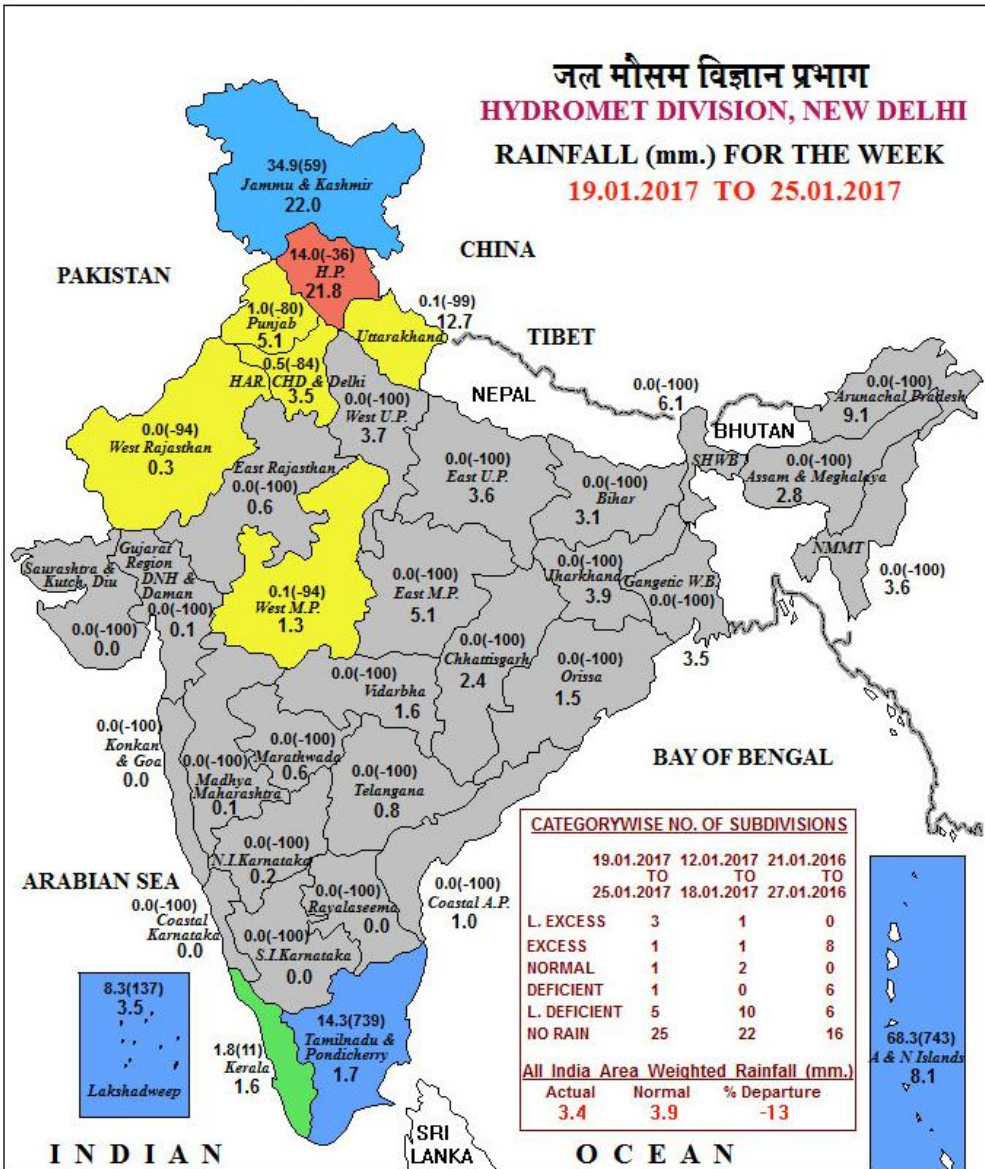 जल मौसम विज्ञान प्रभाग
HYDROMET DIVISION, NEW DELHI
RAINFALL (mm.) FOR THE WEEK
19.01.2017 TO 25.01.2017
34.9(59)
Jammu & Kashmir
22.0
CHINA
PAKISTAN
14.0(-36)
H.P.
21.8
1.0(-80)
Punjab
5.1
0.1(-99)
12.7
Uttarakhand
TIBET
0.5(-84)
HAR. CHD & Delhi
3.5
NEPAL
0.0(-100)
West U.P.
3.7
0.0(-100)
6.1
SHWB
BHUTAN
0.0(-100)
Arunachal Pradesh
9.1
0.0(-94)
West Rajasthan
0.3
East Rajasthan
0.0(-100)
0.6
0.0(-100)
East U.P.
3.6
0.0(-100)
Bihar
3.1
0.0(-100)
Assam & Meghalaya
2.8
NMMT
0.0(-100)
3.6
Saurashtra &
Kutch, Diu
0.0(-100)
0.0
Gujarat
Region
DNH &
Daman
0.0(-100)
0.1
0.1(-94)
West M.P.
1.3
0.0(-100)
East M.P.
5.1
0.0(-100)
Jharkhand
3.9
Gangetic W.B.
0.0(-100)
3.5
0.0(-100)
Chhattisgarh
2.4
0.0(-100)
Orissa
1.5
0.0(-100)
Vidarbha
1.6
0.0(-100)
Konkan
& Goa
0.0
0.0(-100)
Madhya
Maharashtra
0.1
0.0(-100)
Marathwada
0.6
0.0(-100)
Telangana
0.8
BAY OF BENGAL
0.0(-100)
N.I.Karnataka
0.2
ARABIAN SEA
0.0(-100)
Coastal
Karnataka
0.0
0.0(-100)
Rayalaseema
0.0
0.0(-100)
Coastal A.P.
1.0
0.0(-100)
S.I.Karnataka
0.0
8.3(137)
3.5
Lakshadweep
1.8(11)
Kerala
1.6
14.3(739)
Tamilnadu &
Pondicherry
1.7
68.3(743)
A & N Islands
8.1
CATEGORYWISE NO. OF SUBDIVISIONS
19.01.2017 12.01.2017 21.01.2016
TO TO TO
25.01.2017 18.01.2017 27.01.2016
L. EXCESS 3 1 0
EXCESS 1 1 8
NORMAL 1 2 0
DEFICIENT 1 0 6
L. DEFICIENT 5 10 6
NO RAIN 25 22 16
All India Area Weighted Rainfall (mm.)
Actual Normal % Departure
3.4 3.9 -13
SRI
LANKA
INDIAN OCEAN